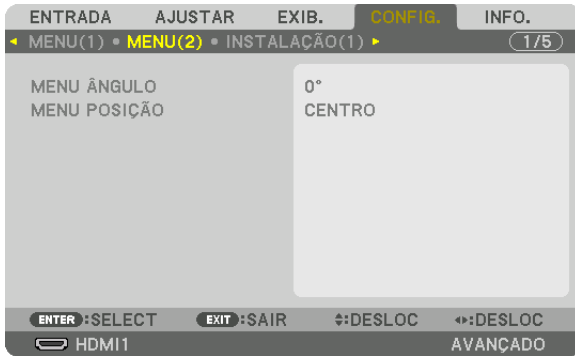 ENTRADA AJUSTAR EXIB. CONFIG. INFO.
MENU(1) • MENU(2) • INSTALAÇÃO(1) 1/5
MENU ÂNGULO 0°
MENU POSIÇÃO CENTRO
ENTER :SELECT EXIT :SAIR :DESLOC :DESLOC
HDMI1 AVANÇADO